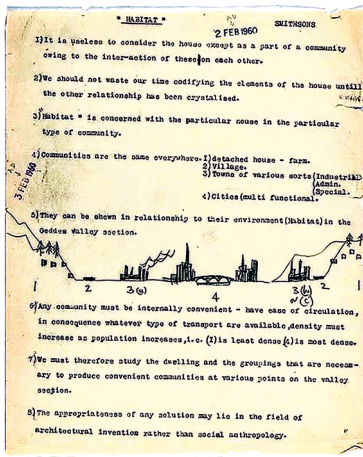 " HABITAT "
SMITHSONS
2 FEB 1960
I)It is useless to consider the house except as a part of a community
owing to the inter-action of these on each other.
2)We should not waste our time codifying the elements of the house untill
the other relationship has been crystalised.
3)"Habitat " is concerned with the particular house in the particular
type of community.
4)Communities are the same everywhere. I)detached house - farm.
2)Village.
3)Towns of various sorts(Industrial
(Admin.
(Special.
4)Cities(multi functional.
3 FEB 1960
5)They can be shewn in relationship to their environment(Habitat)in the
Geddes valley section.
1 2 3(a) 4 3(b) 2 1
(c)
6)Any community must be internally convenient - have ease of circulation,
in consequence whatever type of transport are available,density must
increase as population increases,i.e.(I)is least dense(4)is most dense.
7)We must therefore study the dwelling and the groupings that are necess-
ary to produce convenient communities at various points on the valley
section.
8)The appropriateness of any solution may lie in the field of
architectural invention rather than social anthropology.